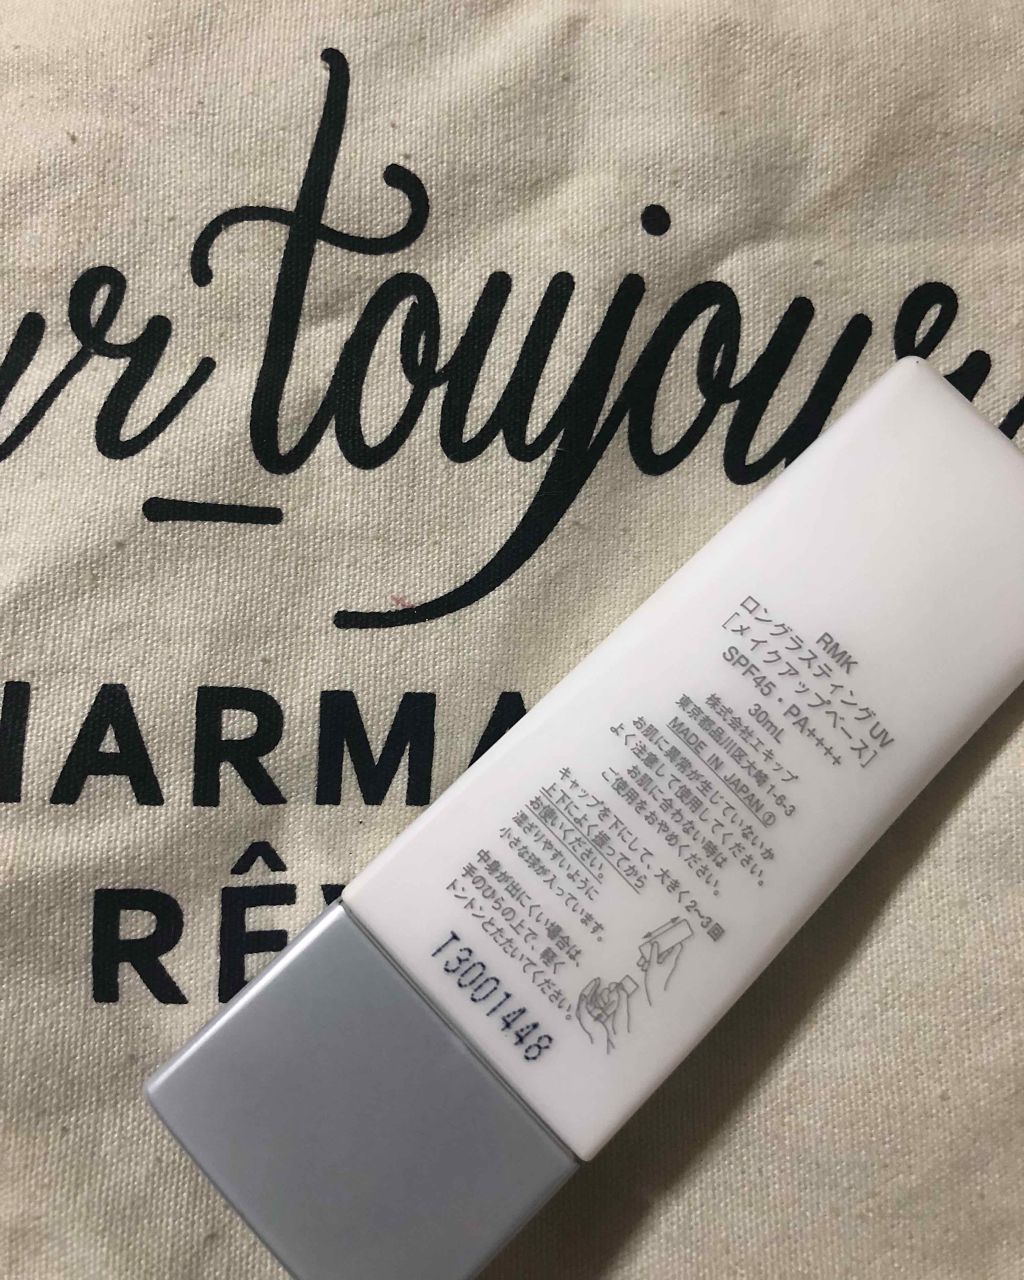 ur toujour
HARMA
RÊV
RMK
ロングラスティングUV
[メイクアップベース]
SPF45・PA++++
30mL
株式会社エキップ
東京都品川区大崎1-6-3
MADE IN JAPAN ①
お肌に異常が生じていないか
よく注意して使用してください。
お肌に合わない時は
ご使用をおやめください。
キャップを下にして、大きく2~3回
上下によく振ってから
お使いください。
混ざりやすいように
小さな球が入っています。
中身が出にくい場合は、
手のひらの上で、軽く
トントンとたたいてください。
T3001448